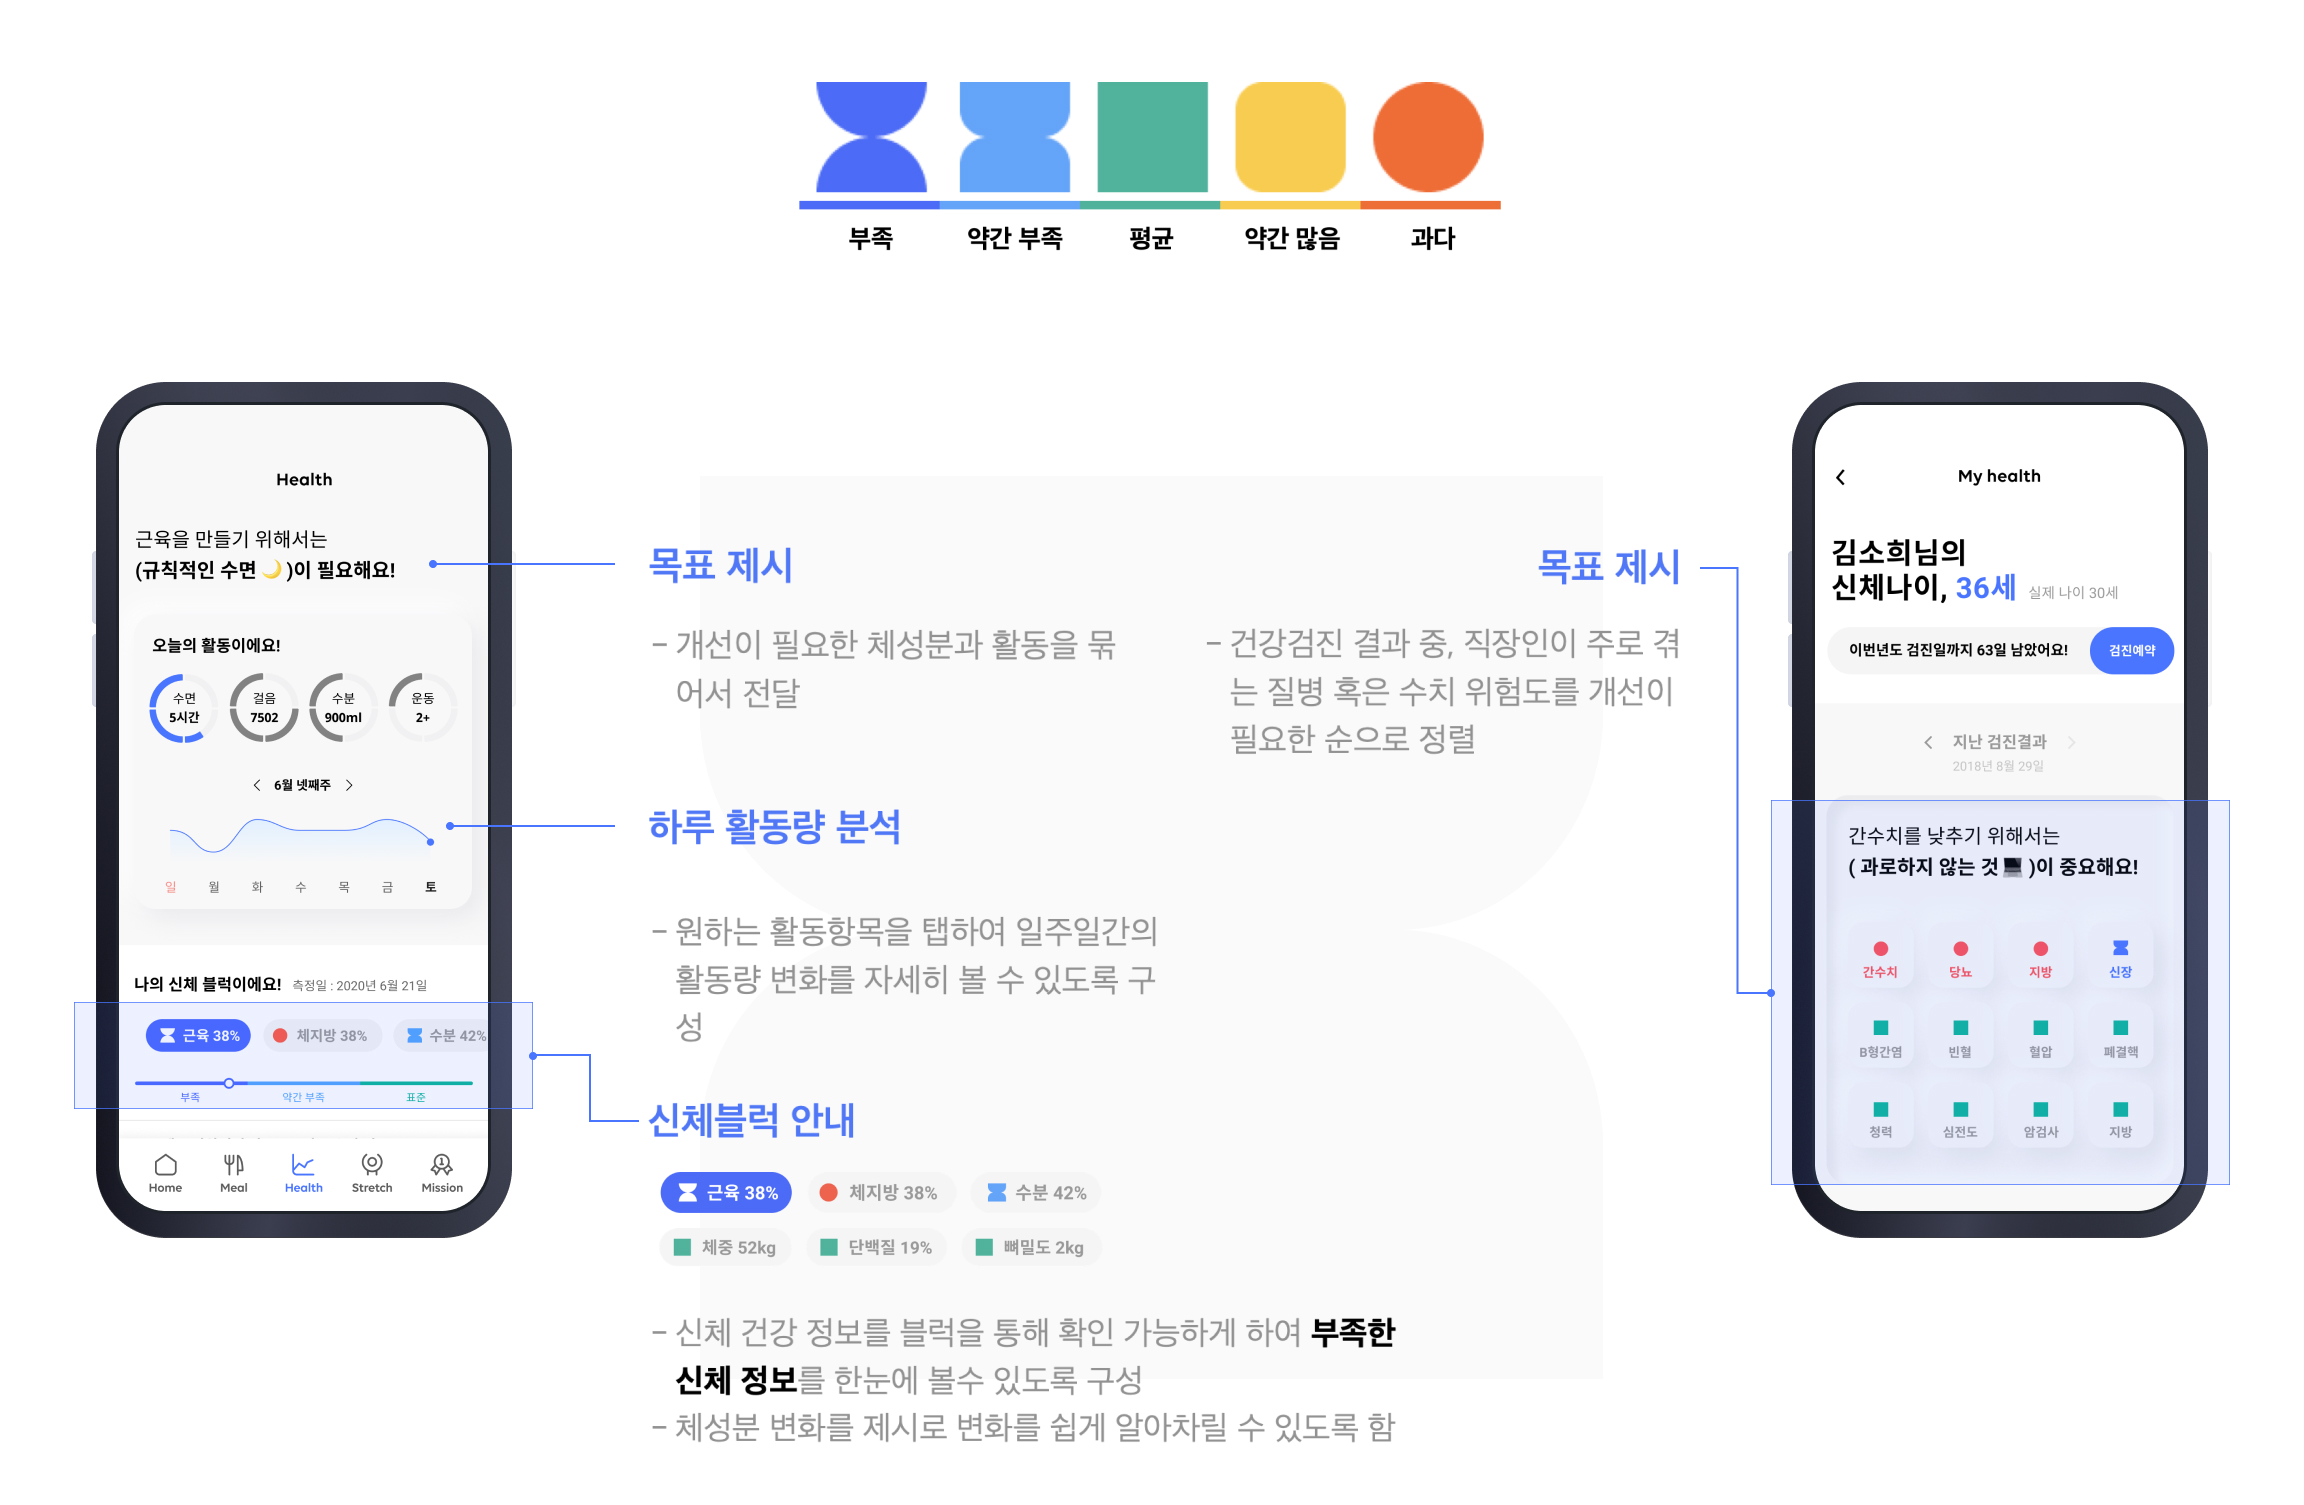 부족
약간 부족
평균
약간 많음
과다
Health
근육을 만들기 위해서는
(규칙적인 수면 🌙 )이 필요해요!
오늘의 활동이에요!
수면
5시간
걸음
7502
수분
900ml
운동
2+
6월 넷째주
일 월 화 수 목 금 토
나의 신체 블럭이에요! 측정일 : 2020년 6월 21일
근육 38% 체지방 38% 수분 42%
부족 약간 부족 표준
Home Meal Health Stretch Mission
목표 제시
– 개선이 필요한 체성분과 활동을 묶
어서 전달
하루 활동량 분석
– 원하는 활동항목을 탭하여 일주일간의
활동량 변화를 자세히 볼 수 있도록 구
성
신체블럭 안내
근육 38% 체지방 38% 수분 42%
체중 52kg 단백질 19% 뼈밀도 2kg
– 신체 건강 정보를 블럭을 통해 확인 가능하게 하여 부족한
신체 정보를 한눈에 볼수 있도록 구성
– 체성분 변화를 제시로 변화를 쉽게 알아차릴 수 있도록 함
목표 제시
– 건강검진 결과 중, 직장인이 주로 겪
는 질병 혹은 수치 위험도를 개선이
필요한 순으로 정렬
My health
김소희님의
신체나이, 36세 실제 나이 30세
이번년도 검진일까지 63일 남았어요! 검진예약
지난 검진결과
2018년 8월 29일
간수치를 낮추기 위해서는
( 과로하지 않는 것 💻 )이 중요해요!
간수치 당뇨 지방 신장
B형간염 빈혈 혈압 폐결핵
청력 심전도 암검사 지방